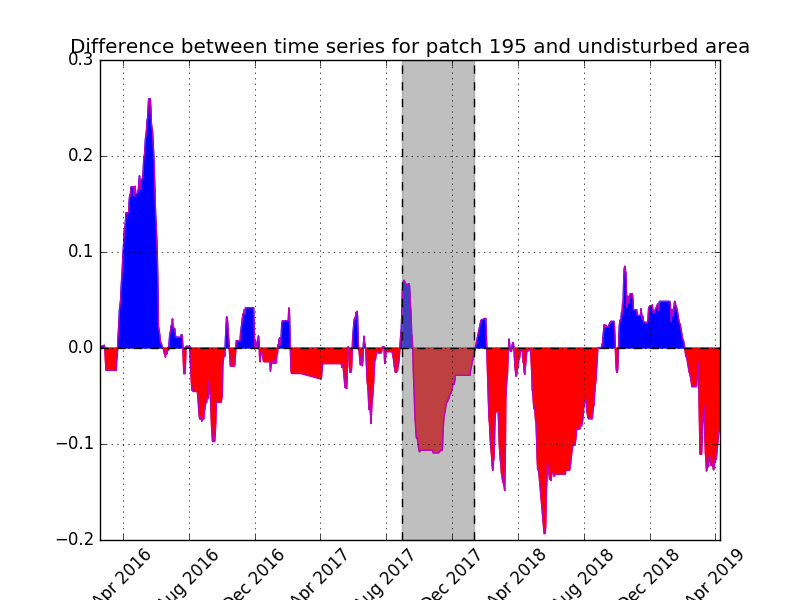 Difference between time series for patch 195 and undisturbed area
0.3
0.2
0.1
0.0
−0.1
−0.2
Apr 2016
Aug 2016
Dec 2016
Apr 2017
Aug 2017
Dec 2017
Apr 2018
Aug 2018
Dec 2018
Apr 2019